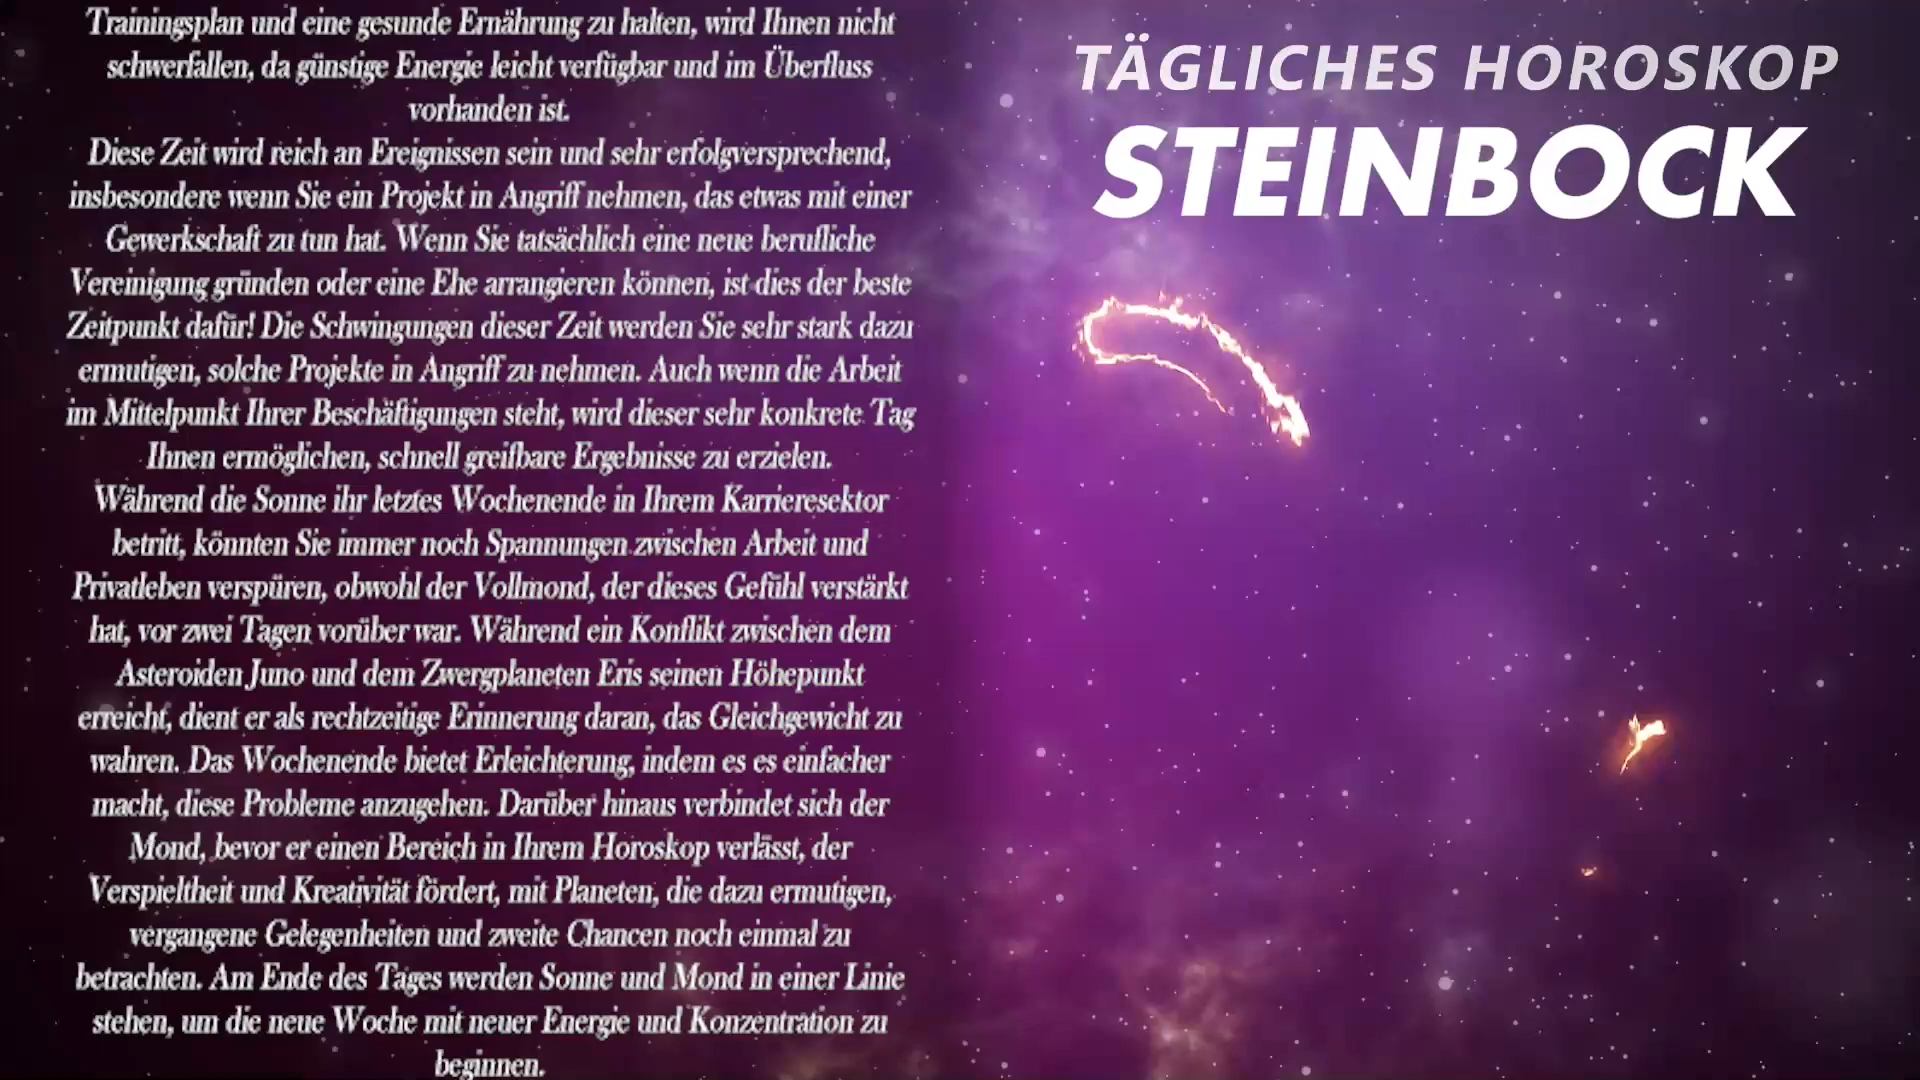 Trainingsplan und eine gesunde Ernährung zu halten, wird Ihnen nicht
schwerfallen, da günstige Energie leicht verfügbar und im Überfluss
vorhanden ist.
Diese Zeit wird reich an Ereignissen sein und sehr erfolgversprechend,
insbesondere wenn Sie ein Projekt in Angriff nehmen, das etwas mit einer
Gewerkschaft zu tun hat. Wenn Sie tatsächlich eine neue berufliche
Vereinigung gründen oder eine Ehe arrangieren können, ist dies der beste
Zeitpunkt dafür! Die Schwingungen dieser Zeit werden Sie sehr stark dazu
ermutigen, solche Projekte in Angriff zu nehmen. Auch wenn die Arbeit
im Mittelpunkt Ihrer Beschäftigungen steht, wird dieser sehr konkrete Tag
Ihnen ermöglichen, schnell greifbare Ergebnisse zu erzielen.
Während die Sonne ihr letztes Wochenende in Ihrem Karrieresektor
betritt, könnten Sie immer noch Spannungen zwischen Arbeit und
Privatleben verspüren, obwohl der Vollmond, der dieses Gefühl verstärkt
hat, vor zwei Tagen vorüber war. Während ein Konflikt zwischen dem
Asteroiden Juno und dem Zwergplaneten Eris seinen Höhepunkt
erreicht, dient er als rechtzeitige Erinnerung daran, das Gleichgewicht zu
wahren. Das Wochenende bietet Erleichterung, indem es es einfacher
macht, diese Probleme anzugehen. Darüber hinaus verbindet sich der
Mond, bevor er einen Bereich in Ihrem Horoskop verlässt, der
Verspieltheit und Kreativität fördert, mit Planeten, die dazu ermutigen,
vergangene Gelegenheiten und zweite Chancen noch einmal zu
betrachten. Am Ende des Tages werden Sonne und Mond in einer Linie
stehen, um die neue Woche mit neuer Energie und Konzentration zu
beginnen.
TÄGLICHES HOROSKOP
STEINBOCK